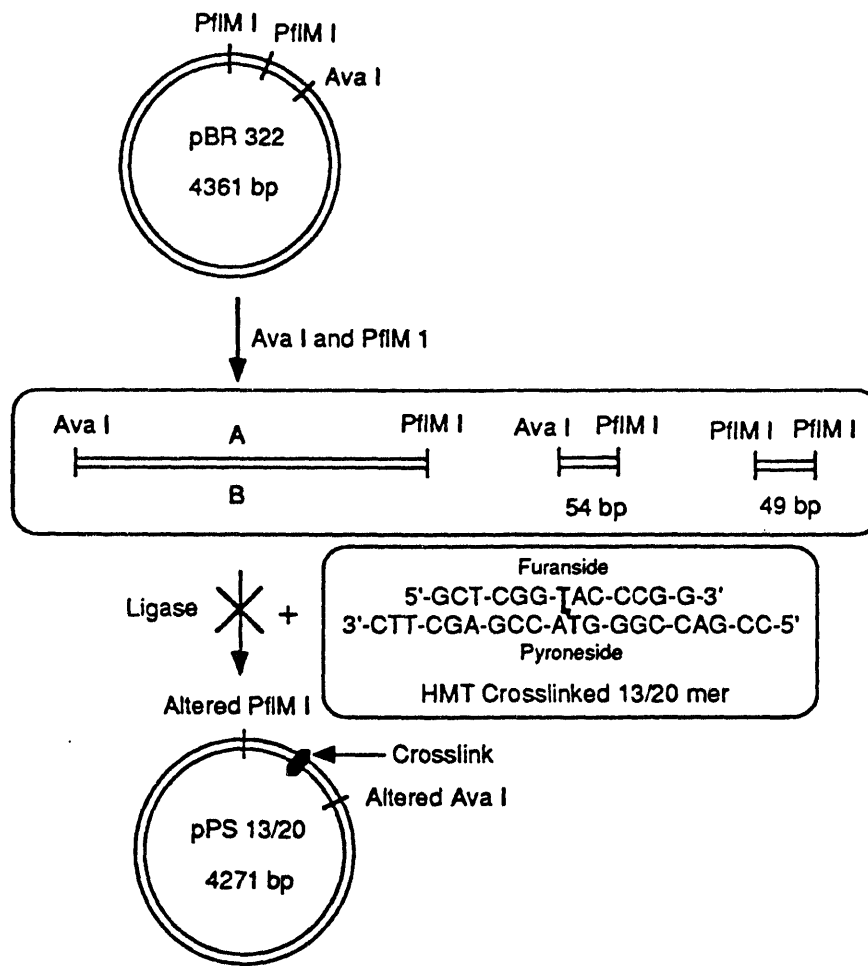 PflM I
PflM I
Ava I
pBR 322
4361 bp
Ava I and PflM 1
Ava I
A
PflM I
B
Ava I
PflM I
54 bp
PflM I
PflM I
49 bp
Ligase
+
Furanside
5'-GCT-CGG-TAC-CCG-G-3'
3'-CTT-CGA-GCC-ATG-GGC-CAG-CC-5'
Pyroneside
HMT Crosslinked 13/20 mer
Altered PflM I
Crosslink
Altered Ava I
pPS 13/20
4271 bp